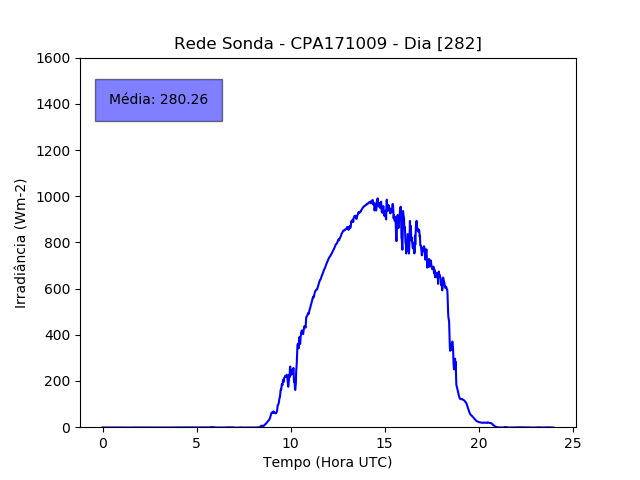 Rede Sonda - CPA171009 - Dia [282]
1600
1400
1200
1000
800
600
400
200
0
Média: 280.26
Irradiância (Wm-2)
0 5 10 15 20 25
Tempo (Hora UTC)